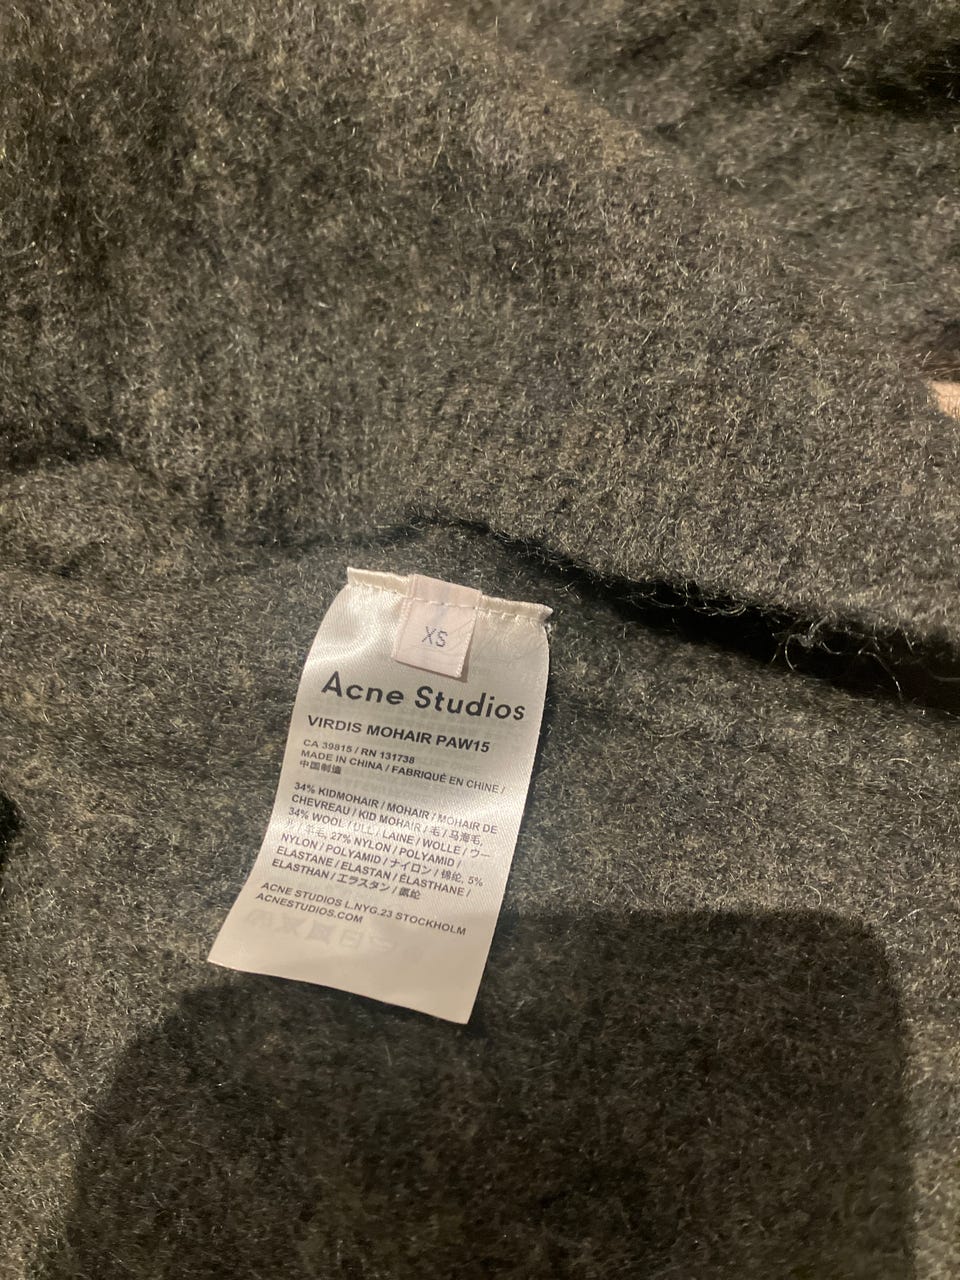 XS
Acne Studios
VIRDIS MOHAIR PAW15
CA 39815 / RN 131738
MADE IN CHINA / FABRIQUÉ EN CHINE /
中国制造
34% KIDMOHAIR / MOHAIR / MOHAIR DE
CHEVREAU / KID MOHAIR / 毛 / 马海毛,
34% WOOL / ULL / LAINE / WOLLE / ウー
ル / 羊毛, 27% NYLON / POLYAMID /
NYLON / POLYAMID / ナイロン / 锦纶, 5%
ELASTANE / ELASTAN / ÉLASTHANE /
ELASTHAN / エラスタン / 氨纶
ACNE STUDIOS L.NYG.23 STOCKHOLM
ACNESTUDIOS.COM